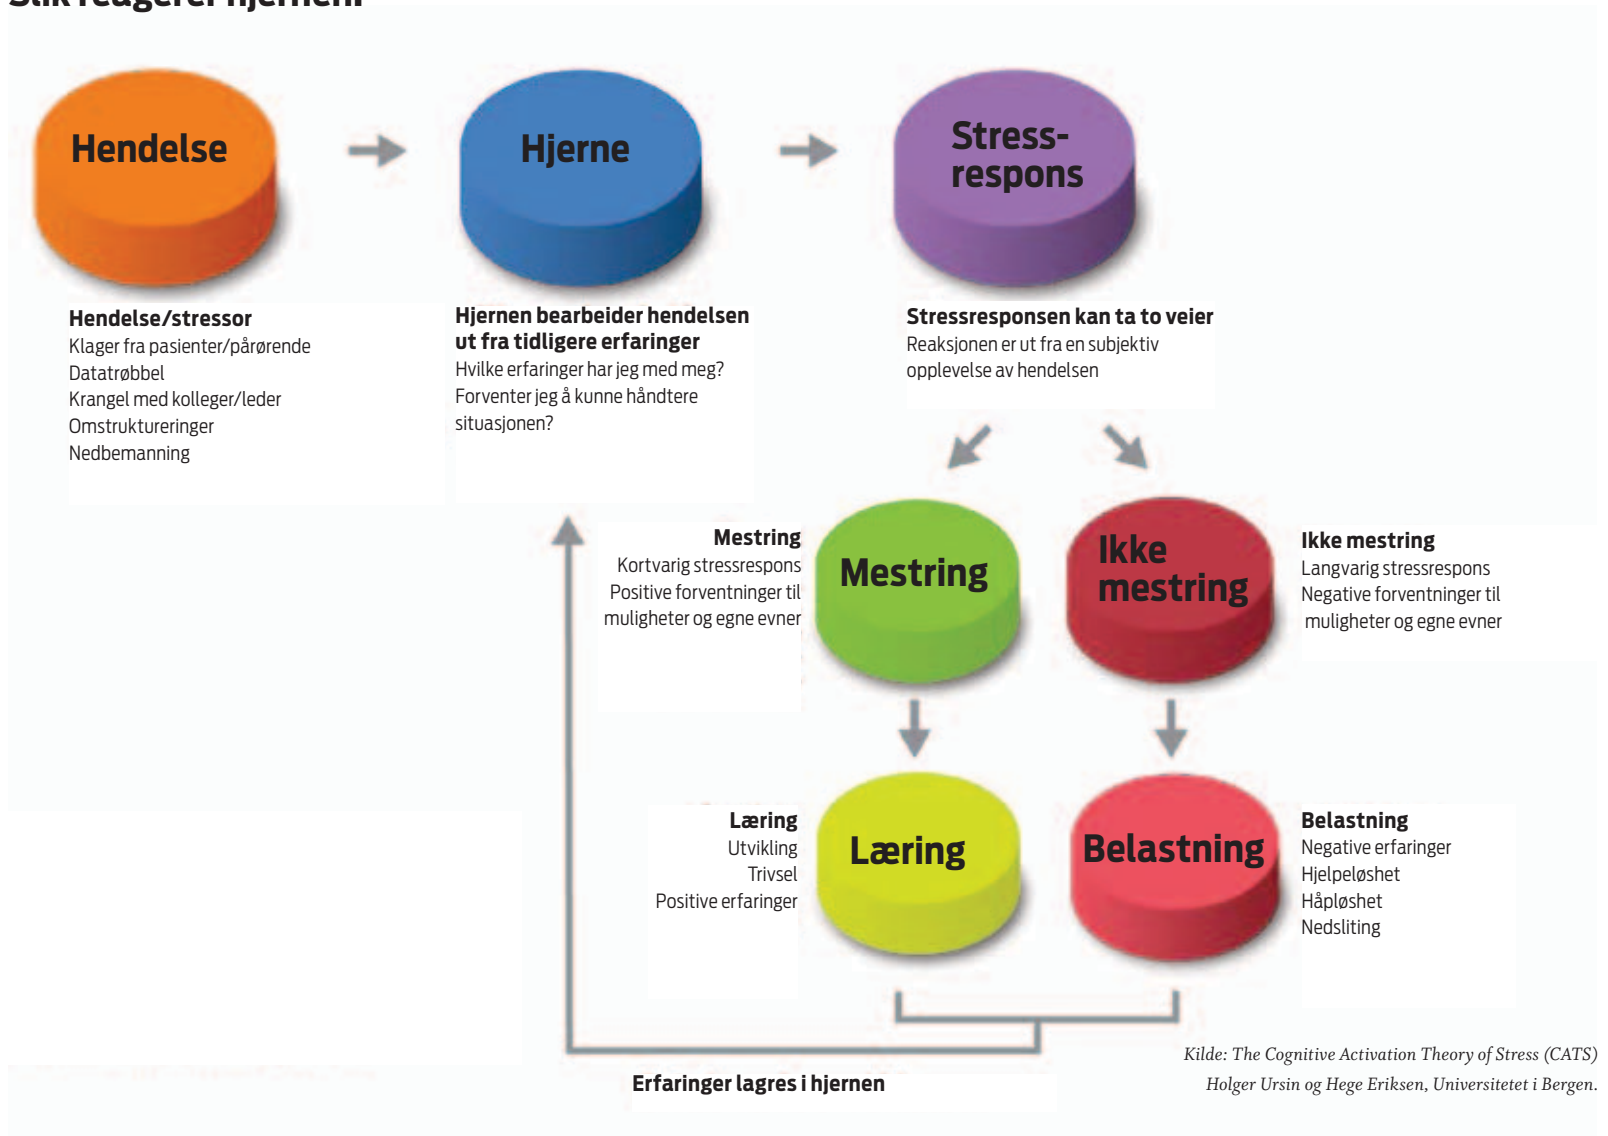 Slik reagerer hjernen:
Hendelse
Hjerne
Stress-
respons
Hendelse/stressor
Klager fra pasienter/pårørende
Datatrøbbel
Krangel med kolleger/leder
Omstruktureringer
Nedbemanning
Hjernen bearbeider hendelsen
ut fra tidligere erfaringer
Hvilke erfaringer har jeg med meg?
Forventer jeg å kunne håndtere
situasjonen?
Stressresponsen kan ta to veier
Reaksjonen er ut fra en subjektiv
opplevelse av hendelsen
Mestring
Kortvarig stressrespons
Positive forventninger til
muligheter og egne evner
Mestring
Ikke
mestring
Ikke mestring
Langvarig stressrespons
Negative forventninger til
muligheter og egne evner
Læring
Utvikling
Trivsel
Positive erfaringer
Læring
Belastning
Belastning
Negative erfaringer
Hjelpeløshet
Håpløshet
Nedsliting
Erfaringer lagres i hjernen
Kilde: The Cognitive Activation Theory of Stress (CATS)
Holger Ursin og Hege Eriksen, Universitetet i Bergen.